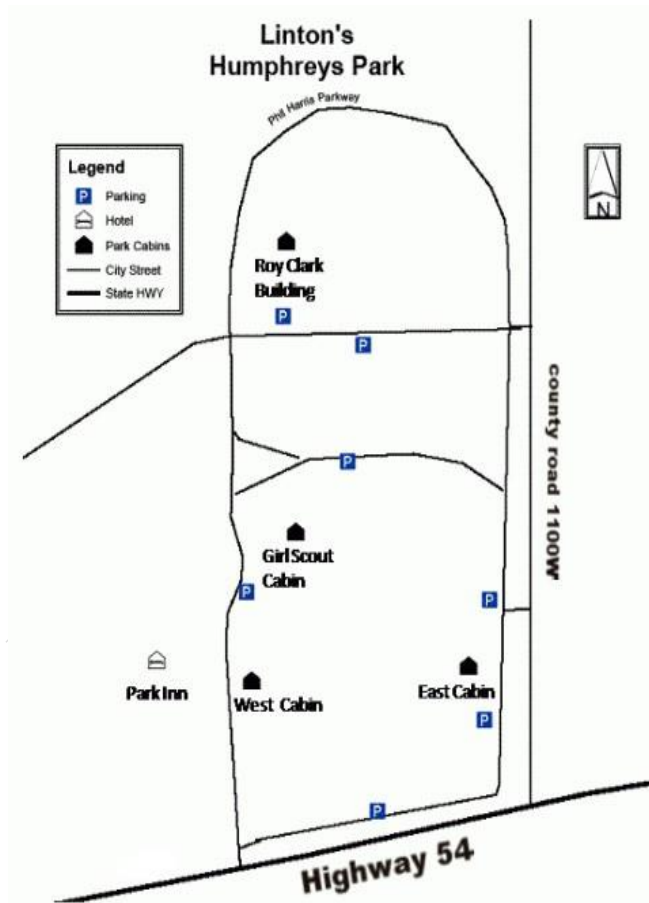 Linton's
Humphreys Park
Phil Harris Parkway
Legend
P Parking
Hotel
Park Cabins
City Street
State HWY
N
Roy Clark
Building
P
P
county road 1100W
P
Girl Scout
Cabin
P
P
Park Inn
West Cabin
East Cabin
P
P
Highway 54